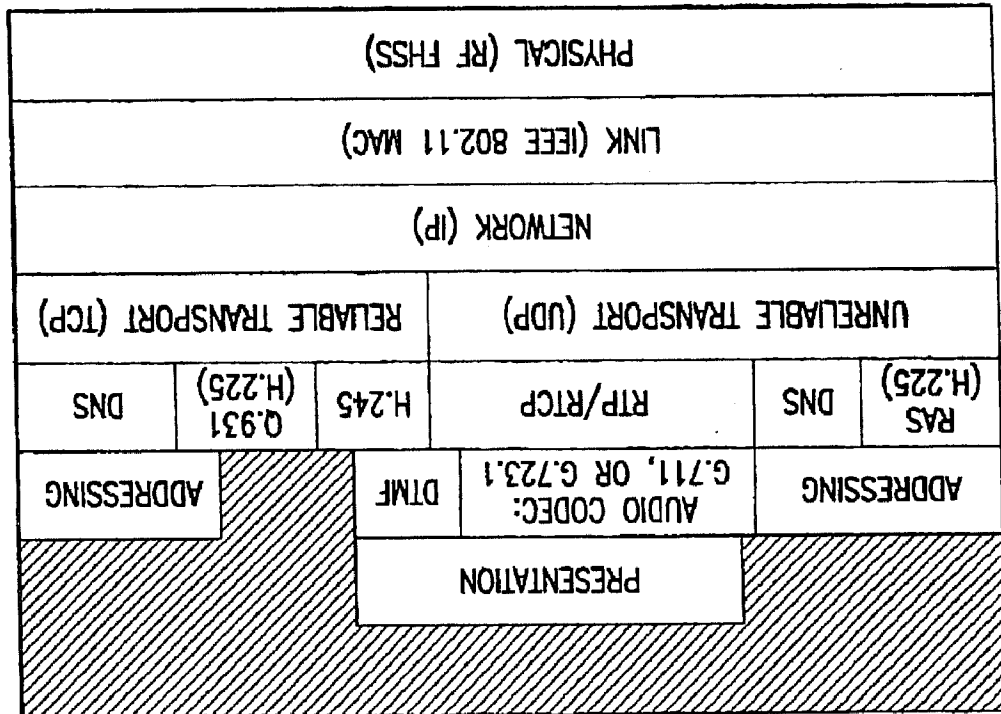 PRESENTATION
ADDRESSING
AUDIO CODEC:
G.711, OR G.723.1
DTMF
ADDRESSING
RAS
(H.225)
DNS
RTP/RTCP
H.245
Q.931
(H.225)
DNS
UNRELIABLE TRANSPORT (UDP)
RELIABLE TRANSPORT (TCP)
NETWORK (IP)
LINK (IEEE 802.11 MAC)
PHYSICAL (RF FHSS)